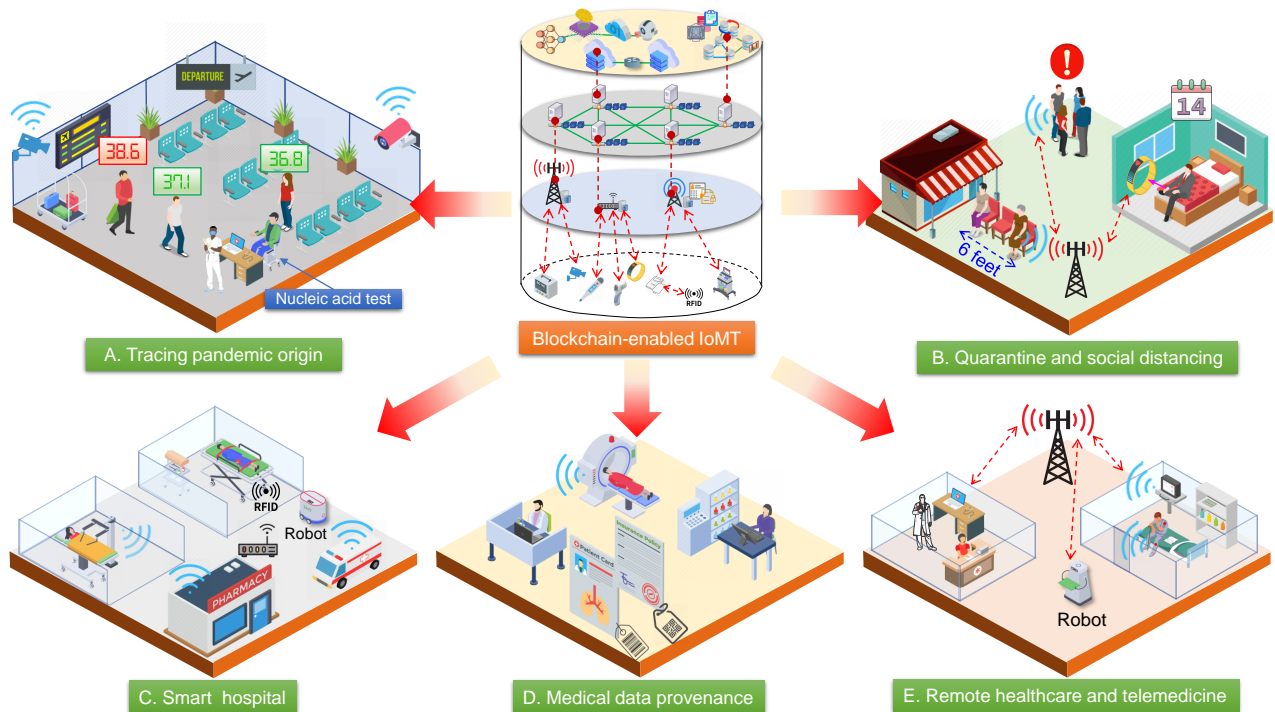 DEPARTURE
38.6
37.1
36.8
Nucleic acid test
A. Tracing pandemic origin
RFID
Blockchain-enabled IoMT
14
6 feet
B. Quarantine and social distancing
RFID
Robot
PHARMACY
C. Smart hospital
Insurance Policy
Patient Card
D. Medical data provenance
Robot
E. Remote healthcare and telemedicine